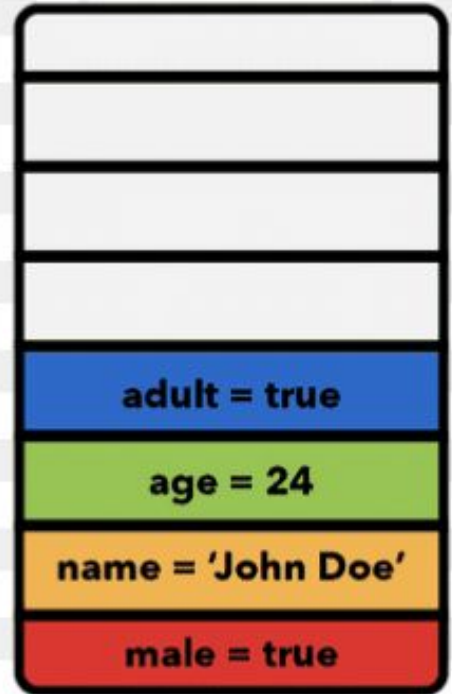 adult = true
age = 24
name = ‘John Doe’
male = true